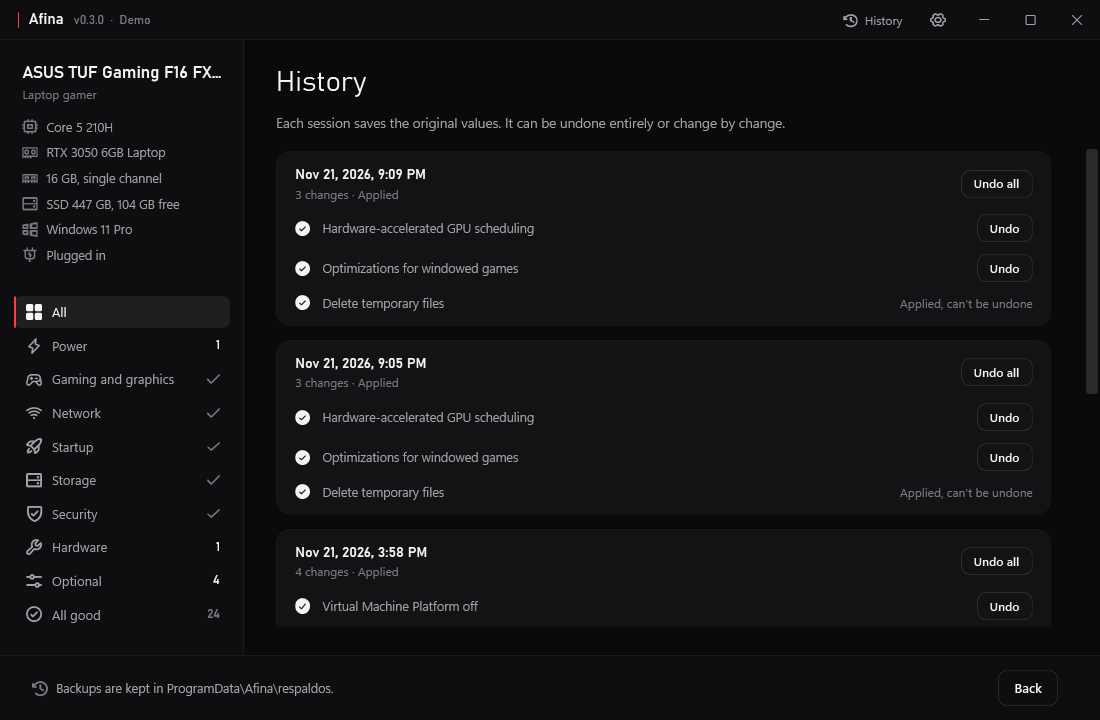 Afina v0.3.0 · Demo
History
ASUS TUF Gaming F16 FX...
Laptop gamer
Core 5 210H
RTX 3050 6GB Laptop
16 GB, single channel
SSD 447 GB, 104 GB free
Windows 11 Pro
Plugged in
All
Power 1
Gaming and graphics
Network
Startup
Storage
Security
Hardware 1
Optional 4
All good 24
History
Each session saves the original values. It can be undone entirely or change by change.
Nov 21, 2026, 9:09 PM
3 changes · Applied
Undo all
Hardware-accelerated GPU scheduling Undo
Optimizations for windowed games Undo
Delete temporary files Applied, can't be undone
Nov 21, 2026, 9:05 PM
3 changes · Applied
Undo all
Hardware-accelerated GPU scheduling Undo
Optimizations for windowed games Undo
Delete temporary files Applied, can't be undone
Nov 21, 2026, 3:58 PM
4 changes · Applied
Undo all
Virtual Machine Platform off Undo
Backups are kept in ProgramData\Afina\respaldos.
Back